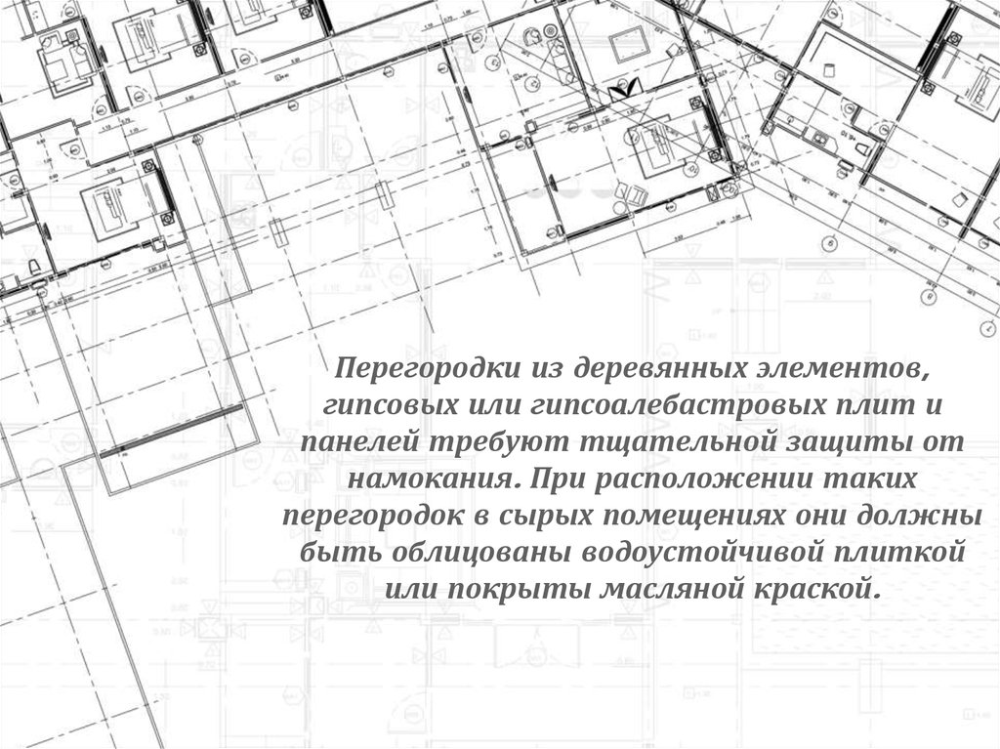 Перегородки из деревянных элементов,
гипсовых или гипсоалебастровых плит и
панелей требуют тщательной защиты от
намокания. При расположении таких
перегородок в сырых помещениях они должны
быть облицованы водоустойчивой плиткой
или покрыты масляной краской.